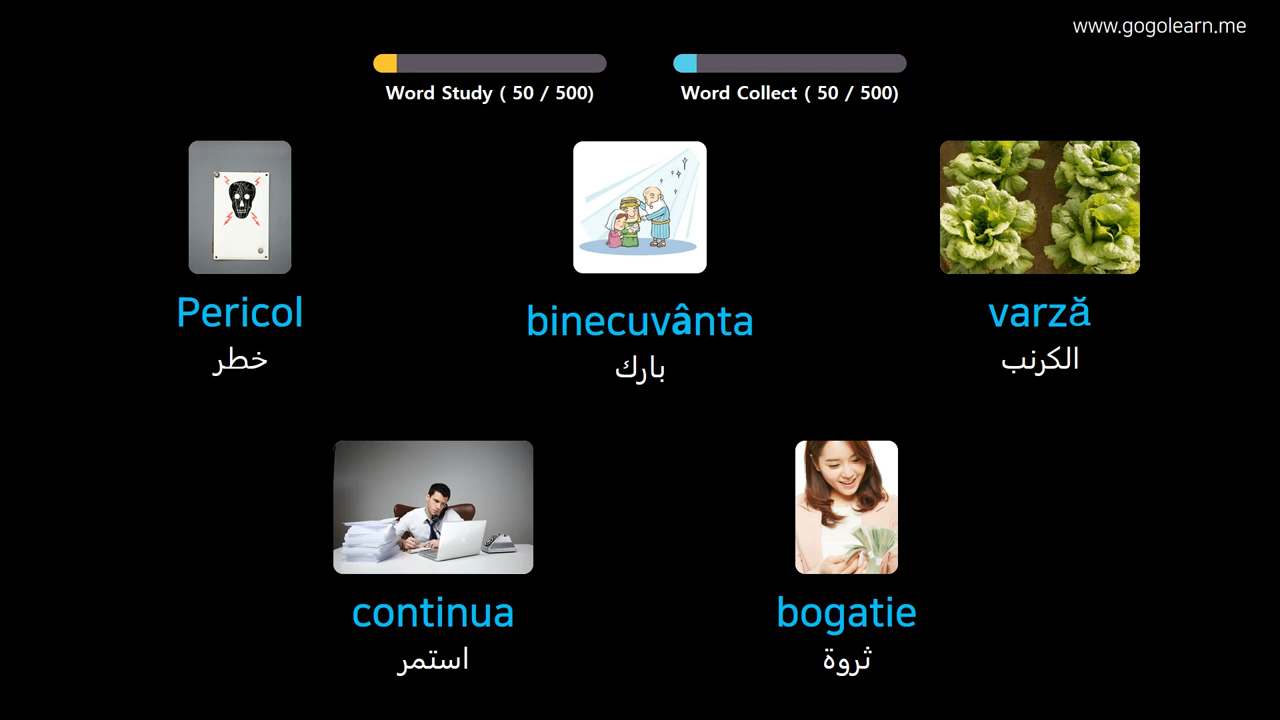 www.gogolearn.me
Word Study ( 50 / 500)
Word Collect ( 50 / 500)
Pericol
خطر
binecuvânta
بارك
varză
الكرنب
continua
استمر
bogatie
ثروة